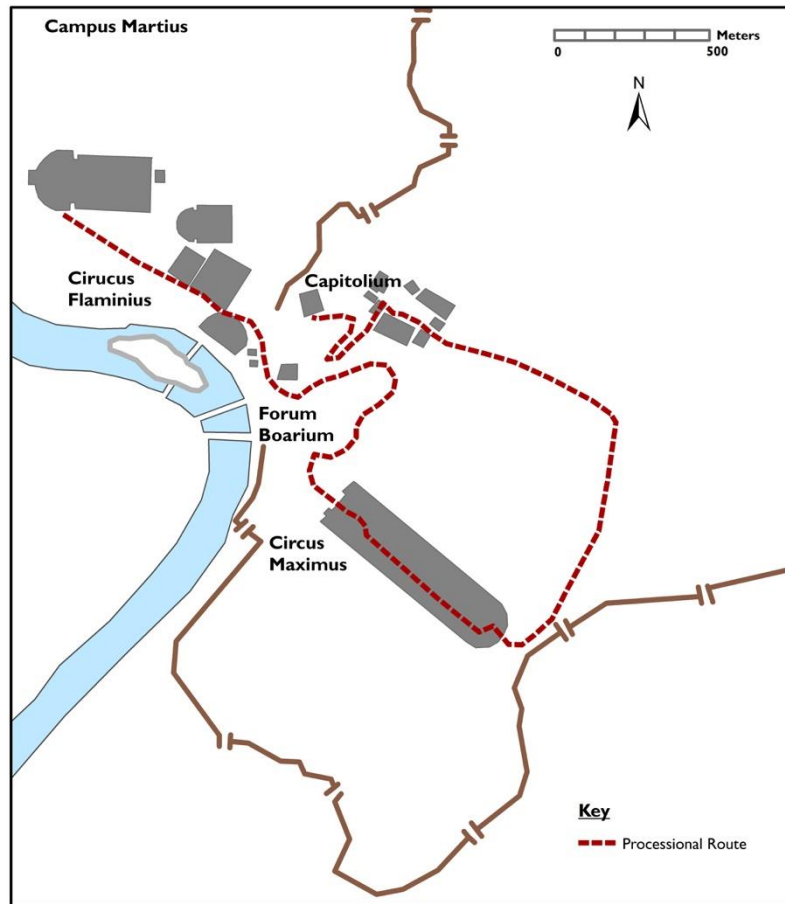 Campus Martius
Meters
0 500
N
Cirucus
Flaminius
Capitolium
Forum
Boarium
Circus
Maximus
Key
Processional Route